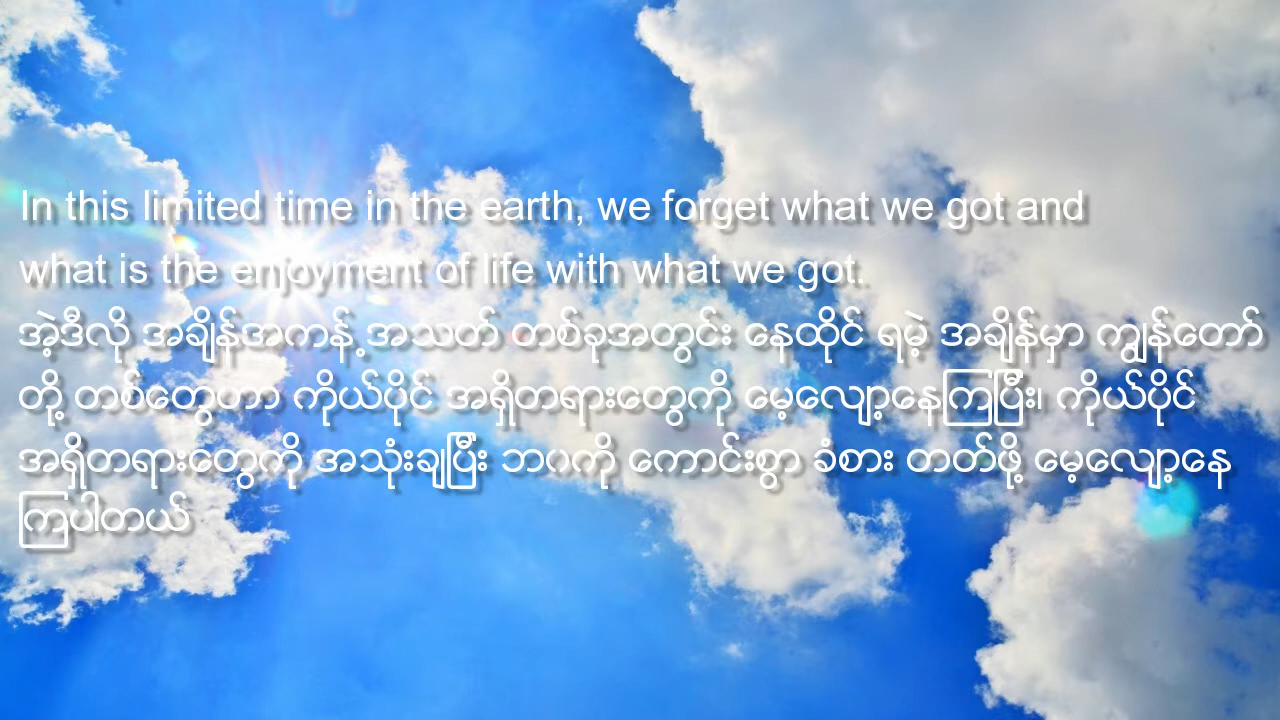 In this limited time in the earth, we forget what we got and
what is the enjoyment of life with what we got.
အဲ့ဒီလို အချိန်အကန့်အသတ် တစ်ခုအတွင်း နေထိုင် ရမဲ့ အချိန်မှာ ကျွန်တော်
တို့ တစ်တွေဟာ ကိုယ်ပိုင် အရှိတရားတွေကို မေ့လျော့နေကြပြီး၊ ကိုယ်ပိုင်
အရှိတရားတွေကို အသုံးချပြီး ဘဂကို ကောင်းစွာ ခံစား တတ်ဖို့ မေ့လျော့နေ
ကြပါတယ်